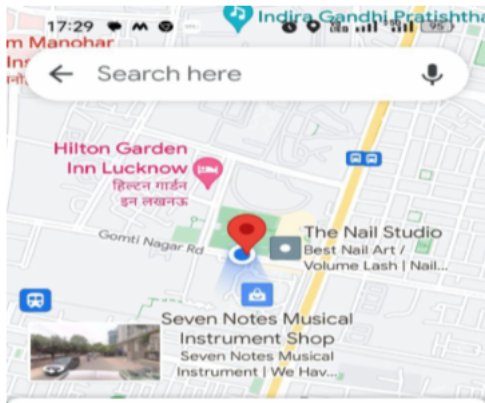 17:29
95
Indira Gandhi Pratishtha
m Manohar
Ins
Search here
Hilton Garden
Inn Lucknow
हिल्टन गार्डन
इन लखनऊ
Gomti Nagar Rd
The Nail Studio
Best Nail Art /
Volume Lash | Nail...
Seven Notes Musical
Instrument Shop
Seven Notes Musical
Instrument | We Hav...